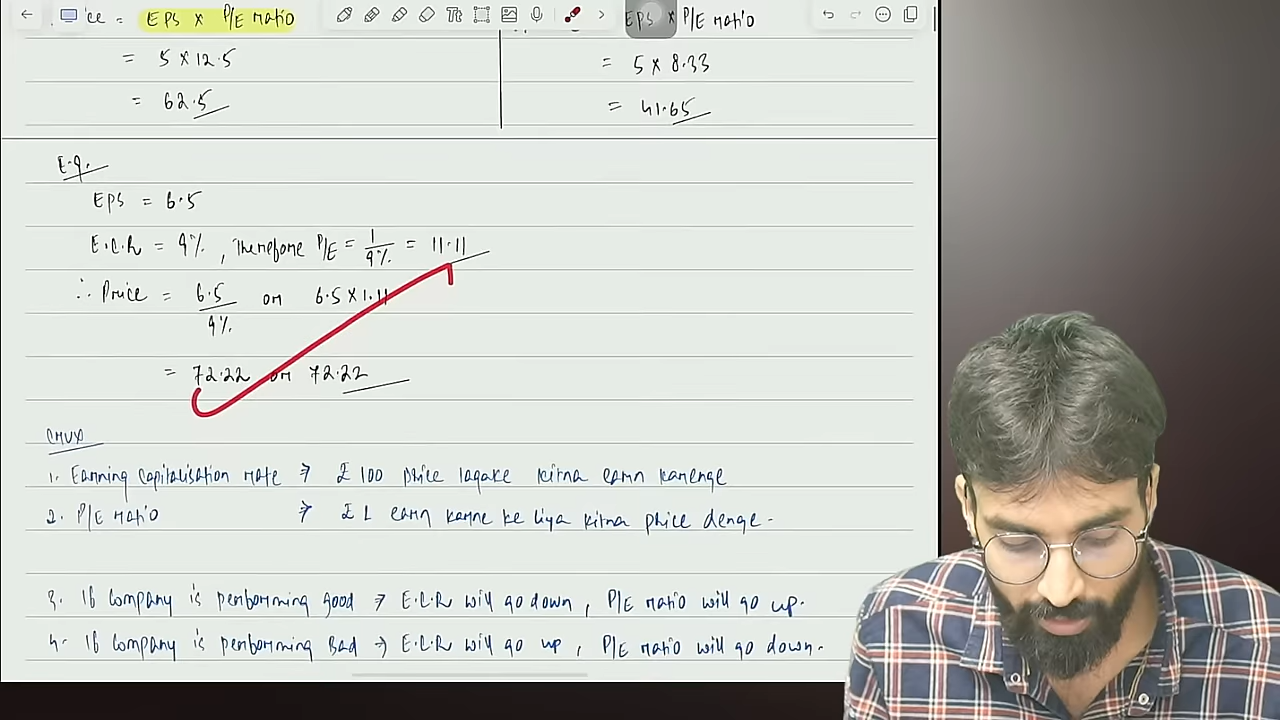 ce = EPS x P/E Ratio
= 5 x 12.5
= 62.5
EPS x P/E Ratio
= 5 x 8.33
= 41.65
E.g.
EPS = 6.5
E.C.R = 9%, Therefore P/E = 1/9% = 11.11
∴ Price = 6.5/9% or 6.5 x 1.11
= 72.22 or 72.22
1. Earning Capitalisation Rate → ₹ 100 price lagake kitna earn karenge
2. P/E Ratio → ₹ 1 earn karne ke liya kitna price denge.
3. If Company is performing good → E.C.R will go down, P/E Ratio will go up.
4. If Company is performing Bad → E.C.R will go up, P/E Ratio will go down.